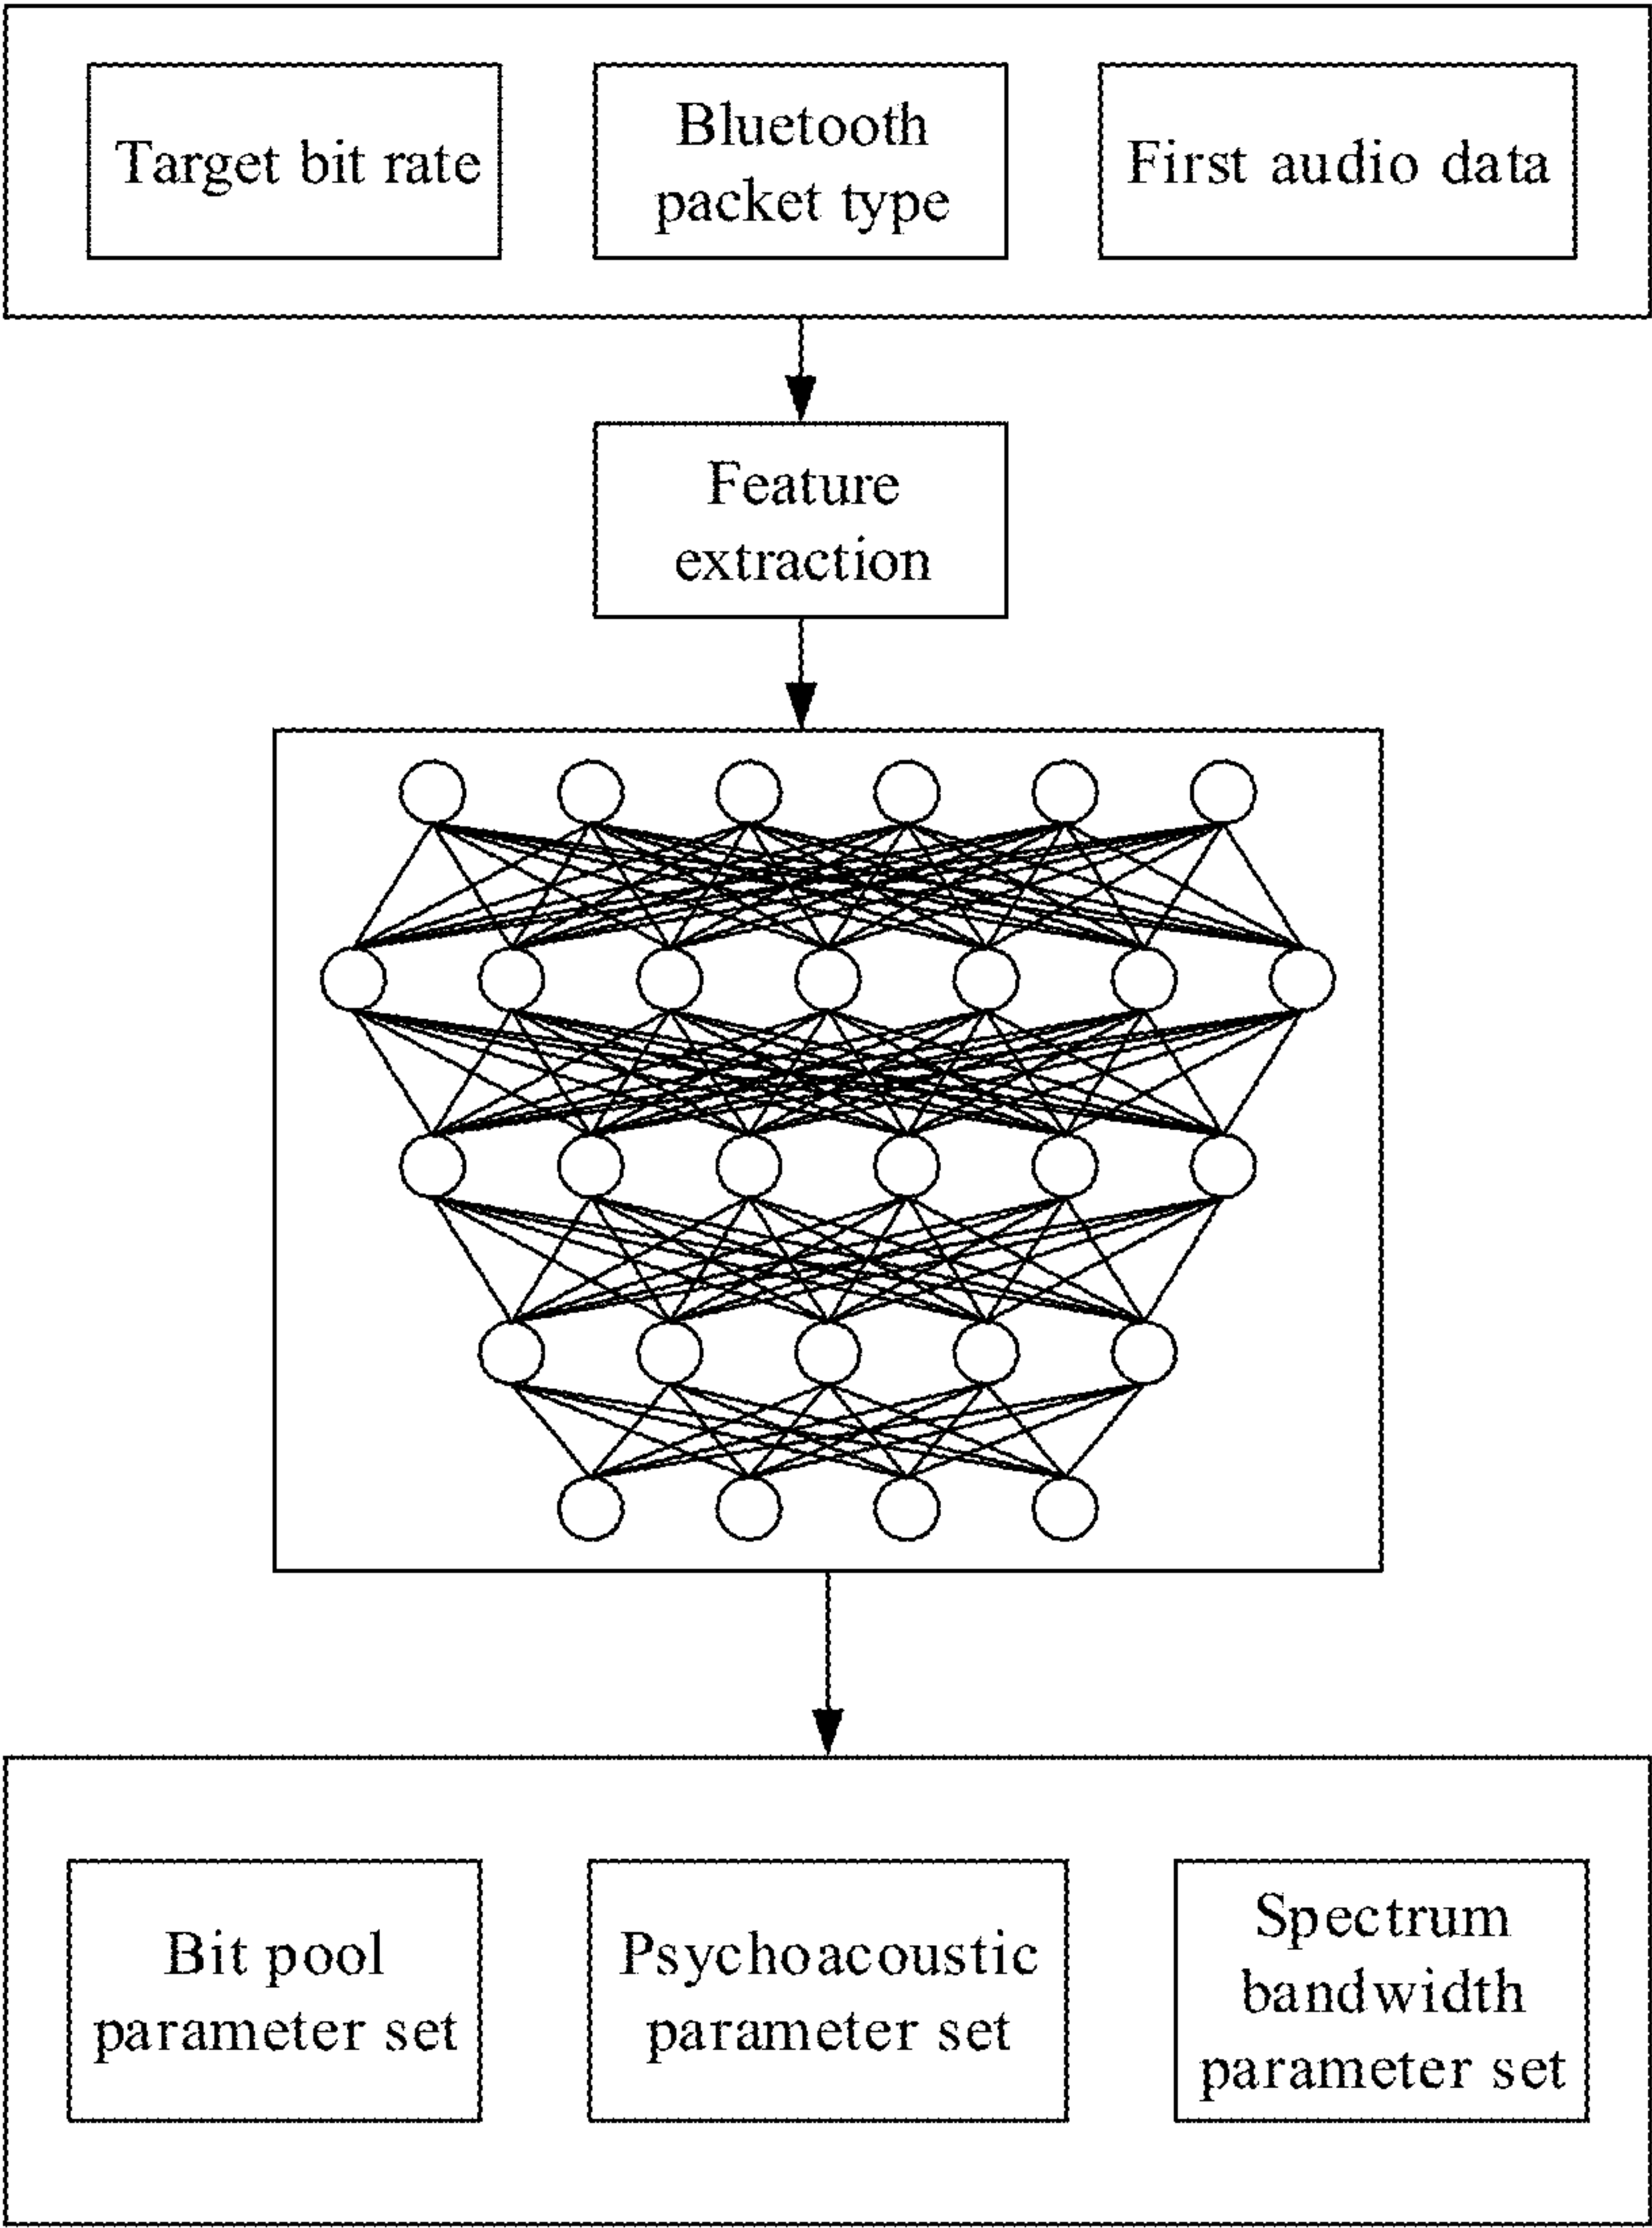 Target bit rate
Bluetooth
packet type
First audio data
Feature
extraction
Bit pool
parameter set
Psychoacoustic
parameter set
Spectrum
bandwidth
parameter set